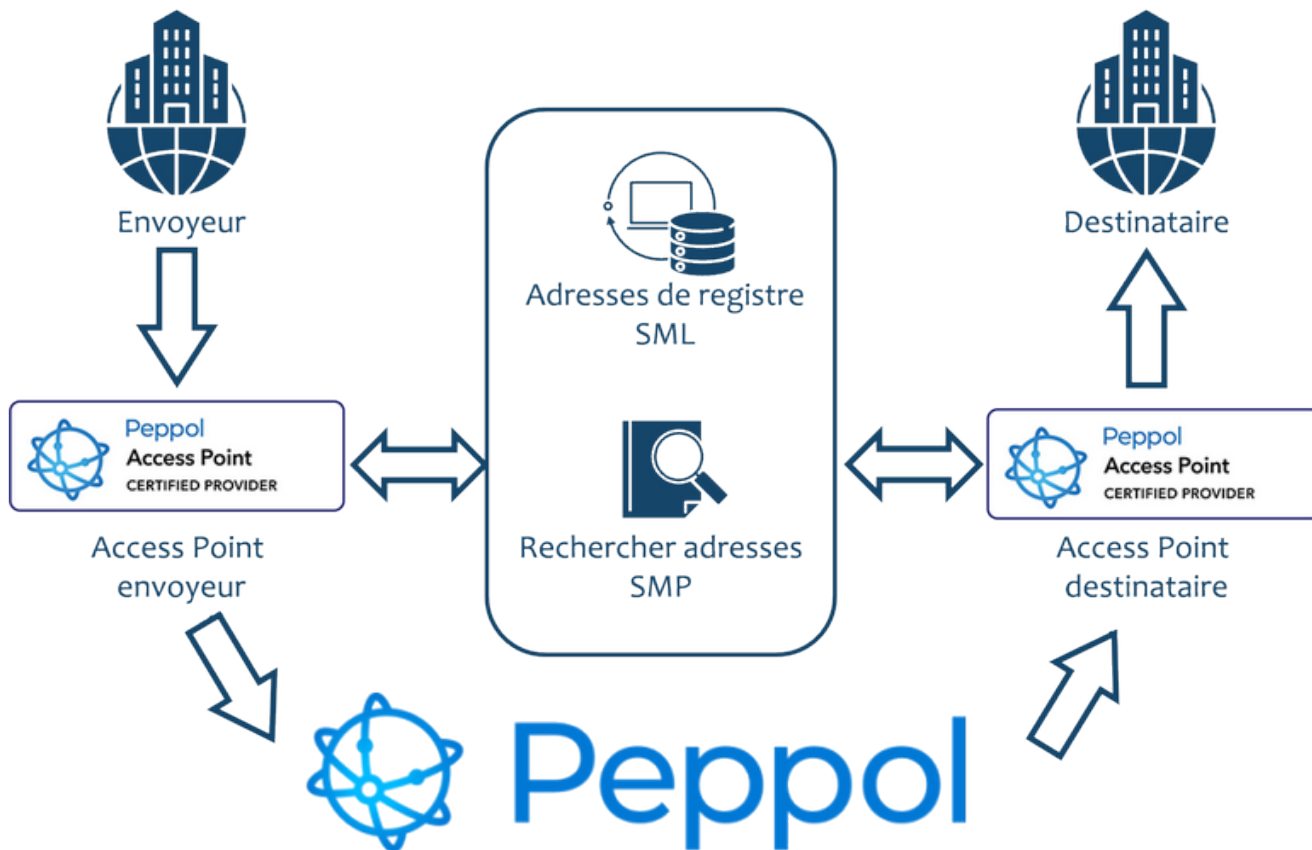 Envoyeur
Peppol
Access Point
CERTIFIED PROVIDER
Access Point
envoyeur
Adresses de registre
SML
Rechercher adresses
SMP
Destinataire
Peppol
Access Point
CERTIFIED PROVIDER
Access Point
destinataire
Peppol